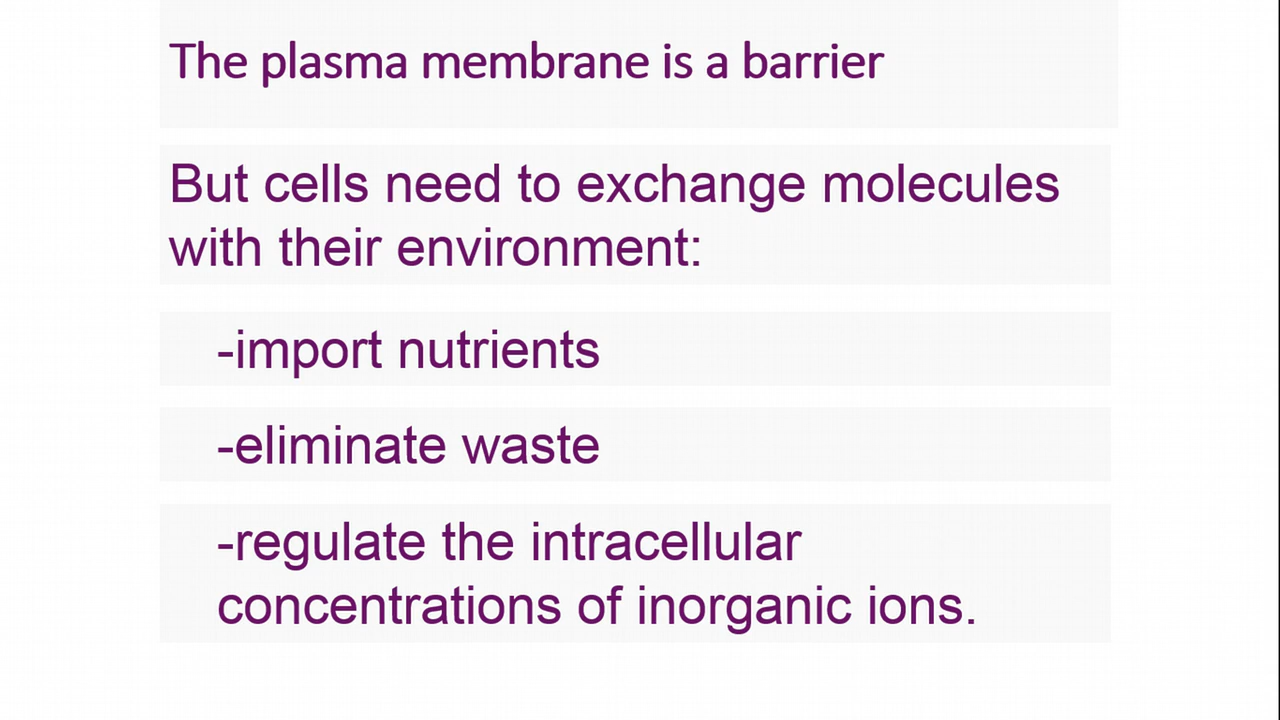 The plasma membrane is a barrier
But cells need to exchange molecules
with their environment:
-import nutrients
-eliminate waste
-regulate the intracellular
concentrations of inorganic ions.